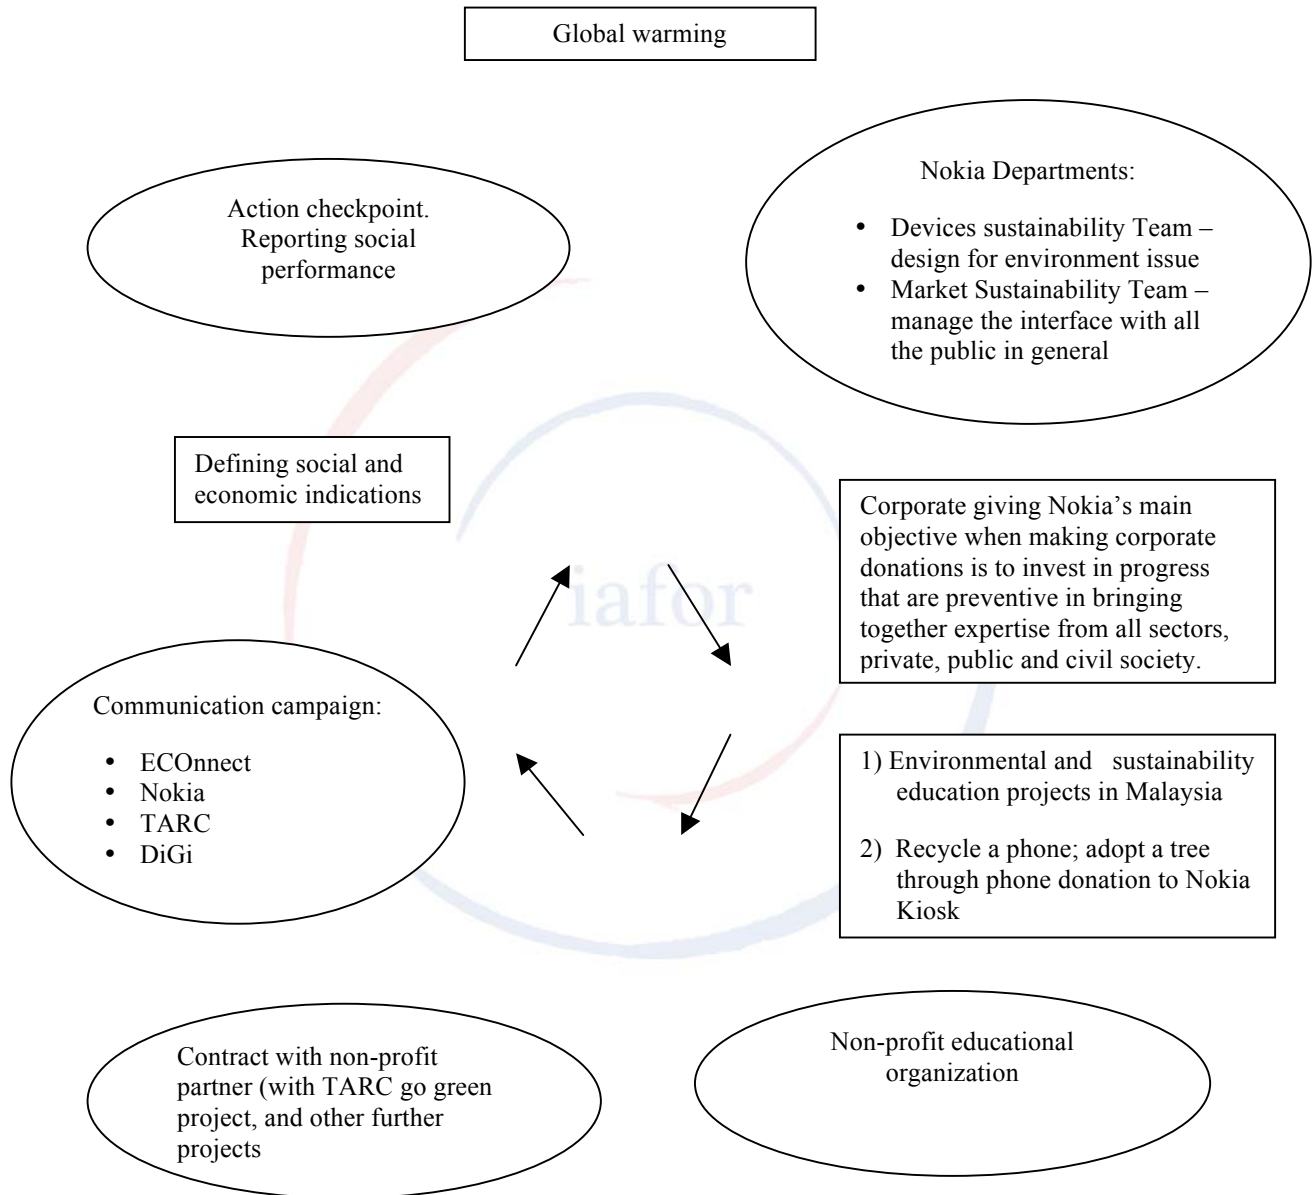 Global warming
Action checkpoint.
Reporting social
performance
Nokia Departments:
• Devices sustainability Team –
design for environment issue
• Market Sustainability Team –
manage the interface with all
the public in general
Defining social and
economic indications
Corporate giving Nokia’s main
objective when making corporate
donations is to invest in progress
that are preventive in bringing
together expertise from all sectors,
private, public and civil society.
iafor
Communication campaign:
• ECOnnect
• Nokia
• TARC
• DiGi
1) Environmental and sustainability
education projects in Malaysia
2) Recycle a phone; adopt a tree
through phone donation to Nokia
Kiosk
Contract with non-profit
partner (with TARC go green
project, and other further
projects
Non-profit educational
organization